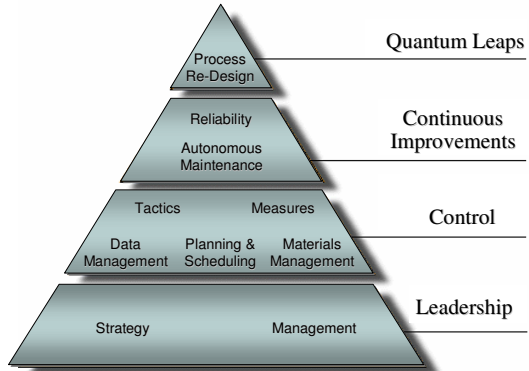 Quantum Leaps
Process
Re-Design
Continuous
Improvements
Reliability
Autonomous
Maintenance
Control
Tactics Measures
Data Planning & Materials
Management Scheduling Management
Leadership
Strategy Management